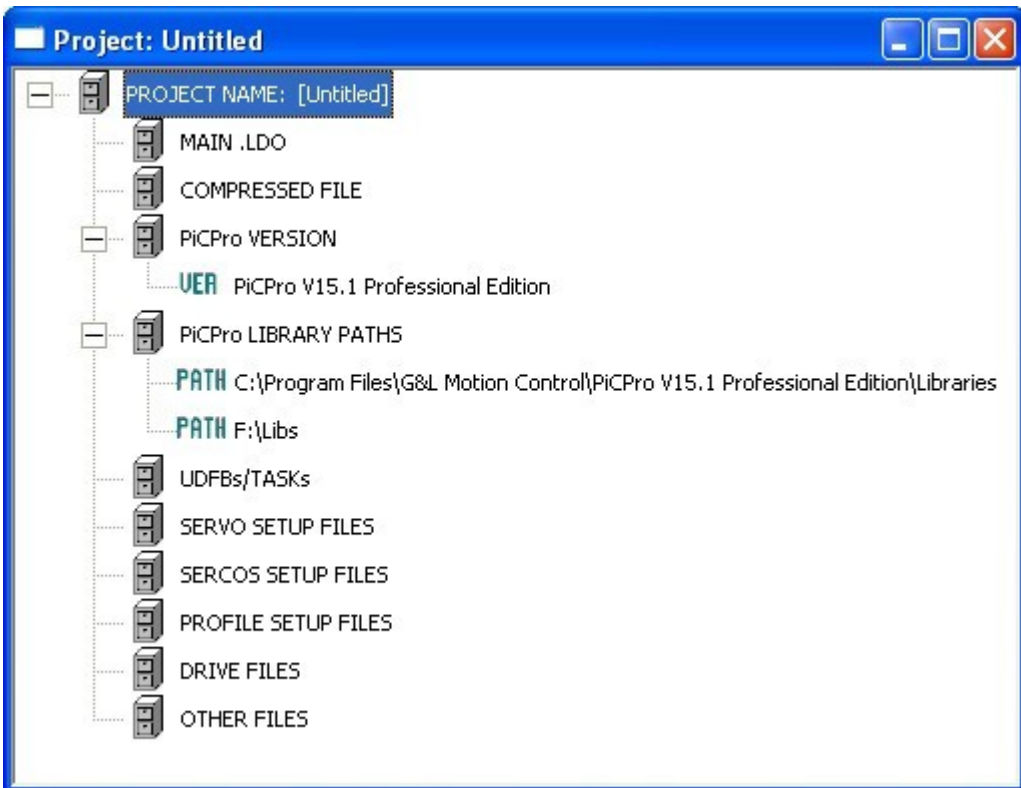 Project: Untitled
PROJECT NAME: [Untitled]
MAIN .LDO
COMPRESSED FILE
PiCPro VERSION
VER PiCPro V15.1 Professional Edition
PiCPro LIBRARY PATHS
PATH C:\Program Files\G&L Motion Control\PiCPro V15.1 Professional Edition\Libraries
PATH F:\Libs
UDFBs/TASKs
SERVO SETUP FILES
SERCOS SETUP FILES
PROFILE SETUP FILES
DRIVE FILES
OTHER FILES